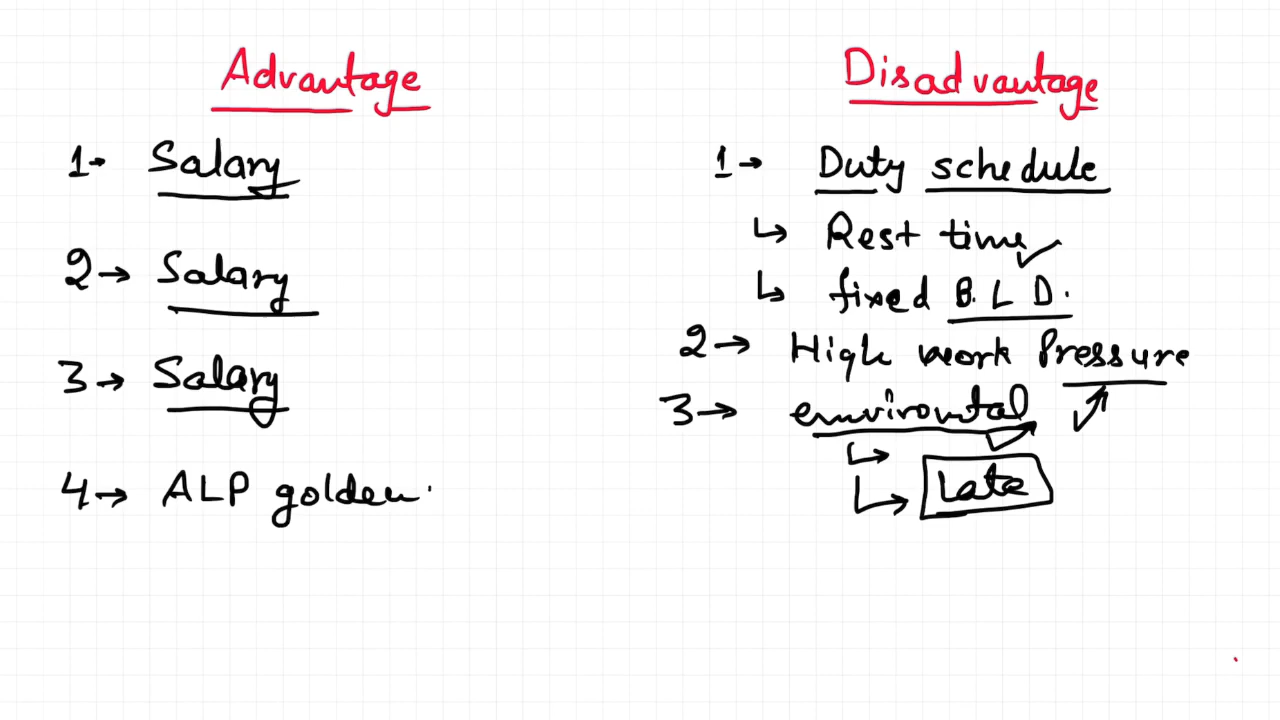 Advantage
1→ Salary
2→ Salary
3→ Salary
4→ ALP golden
Disadvantage
1→ Duty schedule
↳ Rest time ✓
↳ fixed B. L D.
2→ High work Pressure
3→ environtal
↳
↳ Late